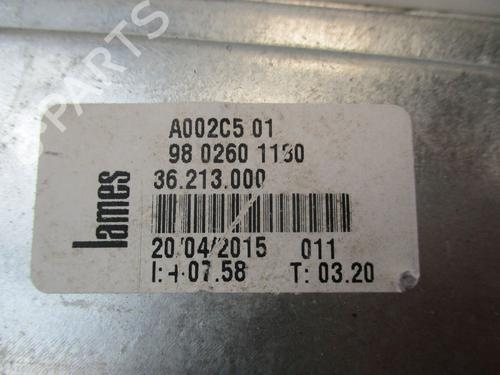 PARTS
A002C5 01
98 0260 1180
36.213.000
lames
20/04/2015 011
I: +07.58 T: 03.20